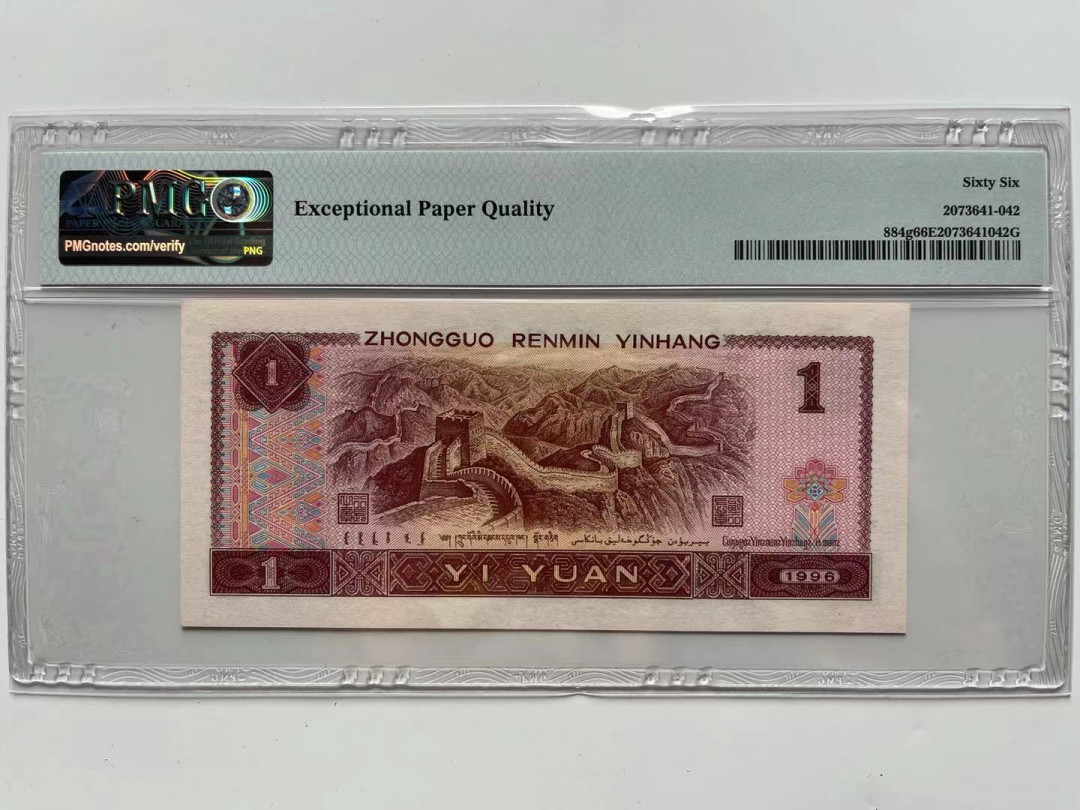 PMG
PMGnotes.com/verify
PNG
Exceptional Paper Quality
Sixty Six
2073641-042
884g66E2073641042G
ZHONGGUO RENMIN YINHANG
1
1
1
YI YUAN
1996